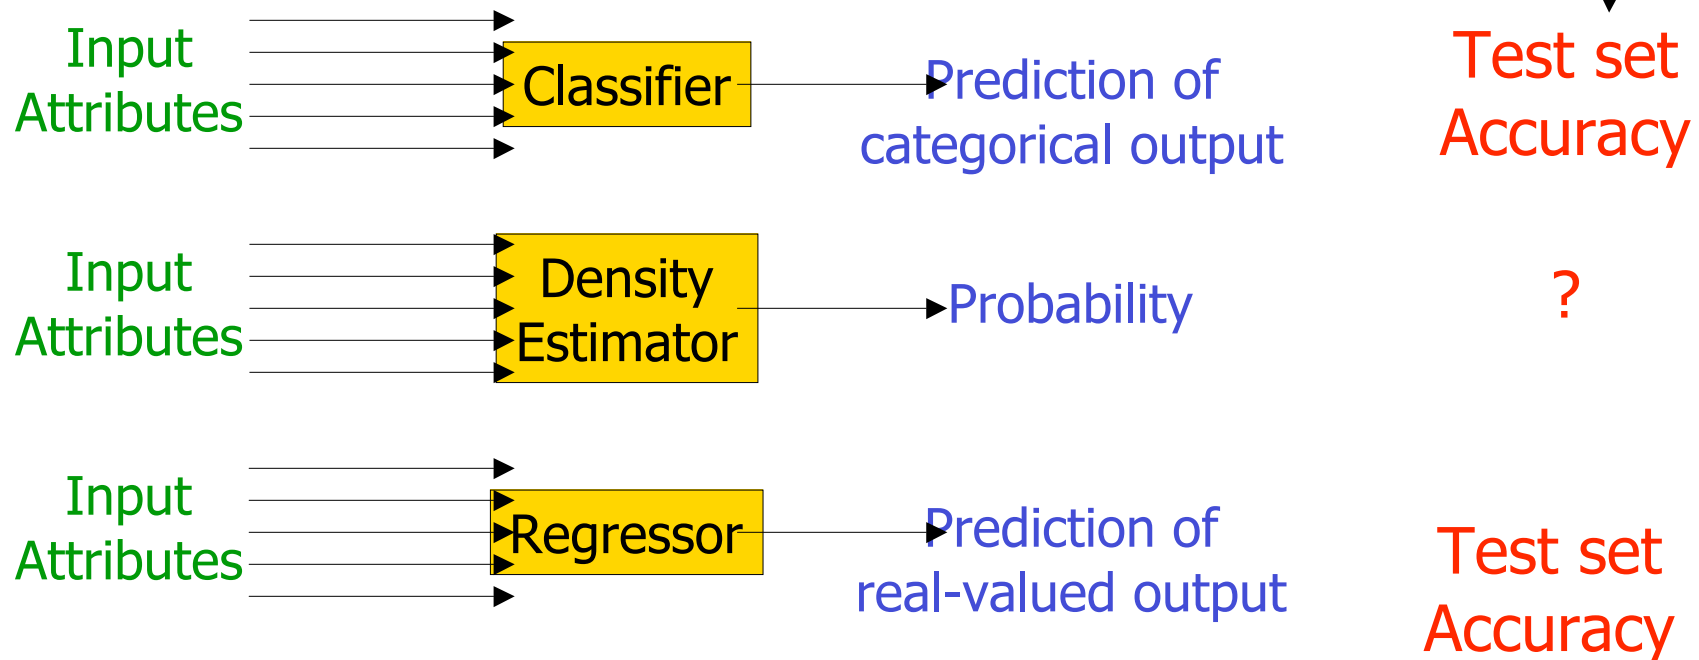 Input
Attributes
Classifier
Prediction of
categorical output
Test set
Accuracy
Input
Attributes
Density
Estimator
Probability
?
Input
Attributes
Regressor
Prediction of
real-valued output
Test set
Accuracy